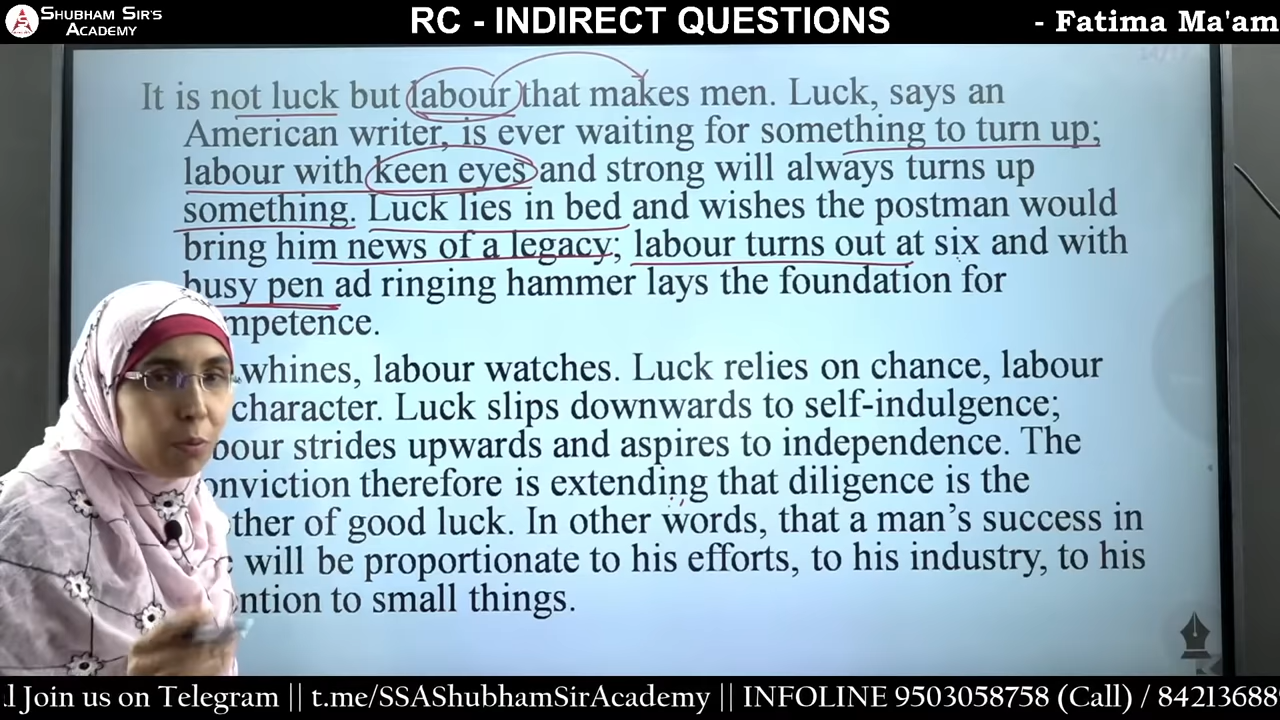 SHUBHAM SIR'S
ACADEMY
RC - INDIRECT QUESTIONS
- Fatima Ma'am
It is not luck but labour that makes men. Luck, says an
American writer, is ever waiting for something to turn up;
labour with keen eyes and strong will always turns up
something. Luck lies in bed and wishes the postman would
bring him news of a legacy; labour turns out at six and with
busy pen ad ringing hammer lays the foundation for
mpetence.
whines, labour watches. Luck relies on chance, labour
character. Luck slips downwards to self-indulgence;
bour strides upwards and aspires to independence. The
onviction therefore is extending that diligence is the
ther of good luck. In other words, that a man's success in
will be proportionate to his efforts, to his industry, to his
ntion to small things.
Join us on Telegram || t.me/SSAShubhamSirAcademy || INFOLINE 9503058758 (Call) / 84213688